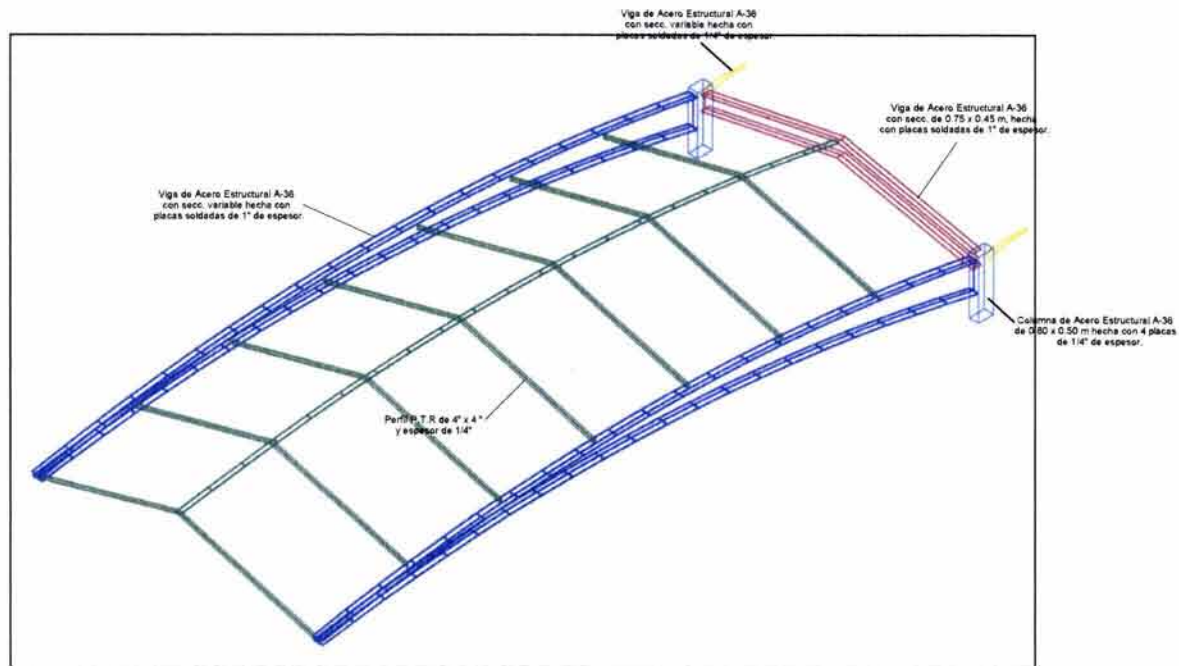 Viga de Acero Estructural A-36
con secc. variable hecha con
placas soldadas de 1/4" de espesor.
Viga de Acero Estructural A-36
con secc. de 0.75 x 0.45 m, hecha
con placas soldadas de 1" de espesor.
Viga de Acero Estructural A-36
con secc. variable hecha con
placas soldadas de 1" de espesor.
Columna de Acero Estructural A-36
de 0.80 x 0.50 m hecha con 4 placas
de 1/4" de espesor.
Perfil P.T.R de 4" x 4"
y espesor de 1/4"